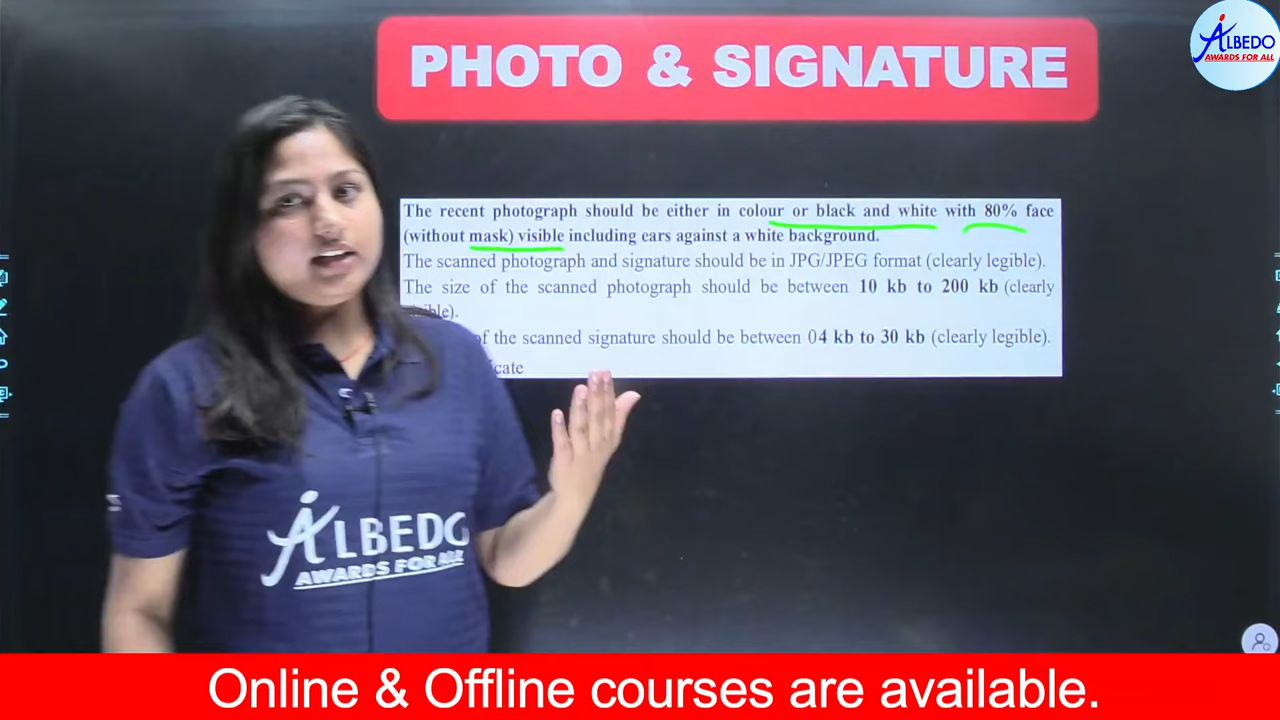 PHOTO & SIGNATURE
ALBEDO
AWARDS FOR ALL
The recent photograph should be either in colour or black and white with 80% face
(without mask) visible including ears against a white background.
The scanned photograph and signature should be in JPG/JPEG format (clearly legible).
The size of the scanned photograph should be between 10 kb to 200 kb (clearly
of the scanned signature should be between 04 kb to 30 kb (clearly legible).
ALBEDO
AWARDS FOR ALL
Online & Offline courses are available.